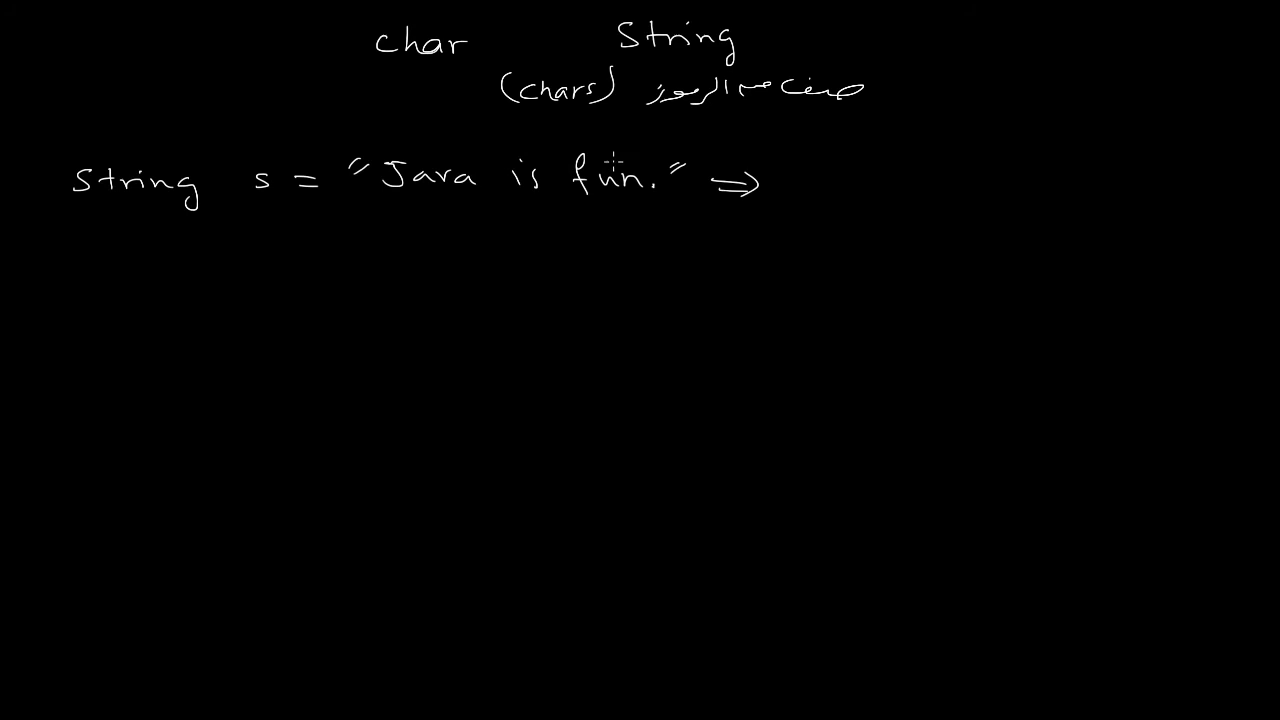 char String
(chars) صف من الرموز
String s = "Java is fun." ⇒